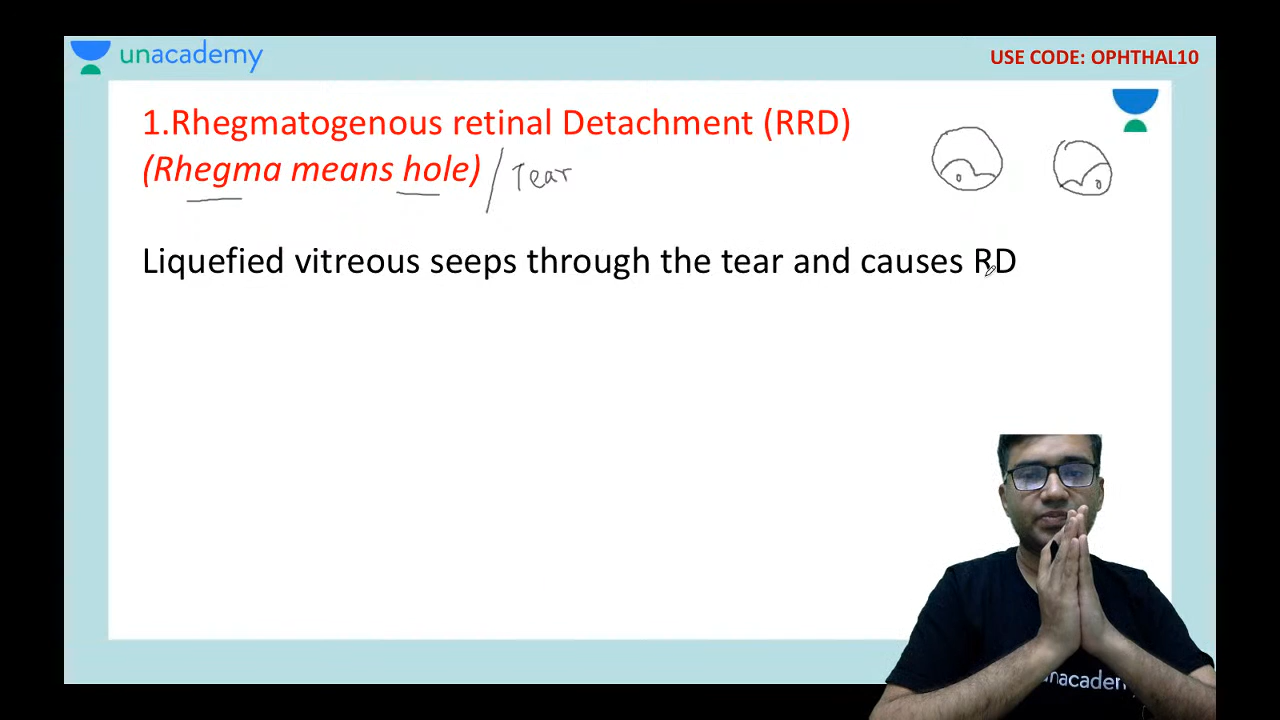 unacademy
USE CODE: OPHTHAL10
1.Rhegmatogenous retinal Detachment (RRD)
(Rhegma means hole) / Tear
Liquefied vitreous seeps through the tear and causes RD
unacademy